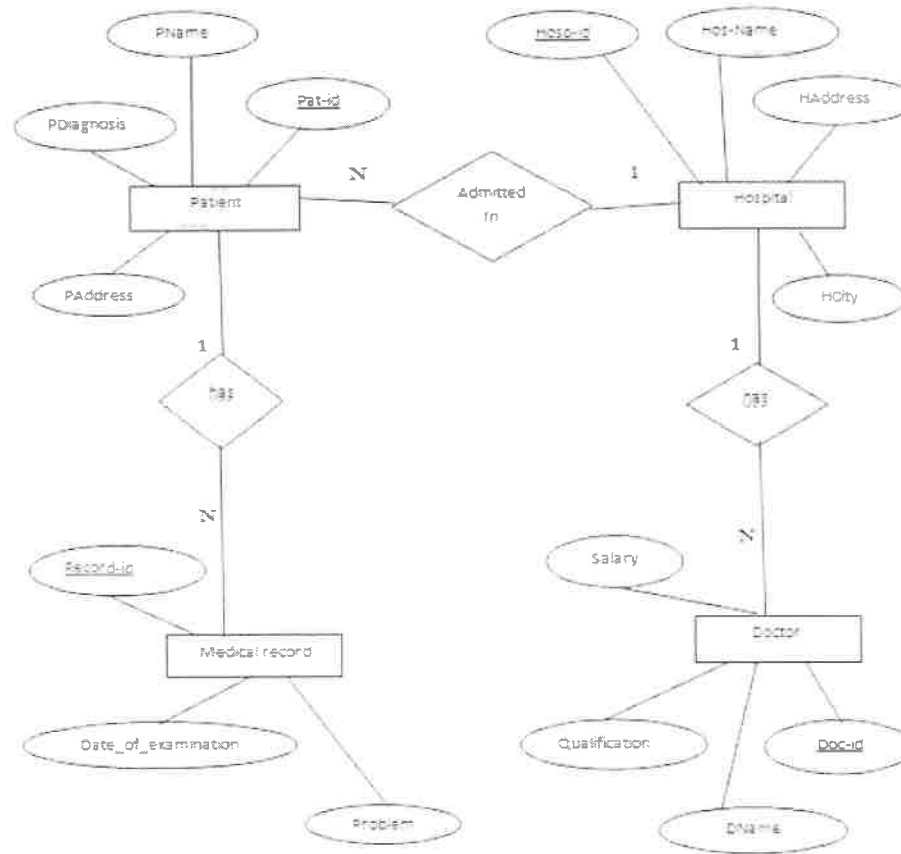 PName
Hosp-id
Hos-Name
Pat-id
HAddress
PDiagnosis
N
1
Patient
Admitted
in
Hospital
PAddress
HCity
1
1
has
has
N
N
Record-id
Salary
Medical record
Doctor
Date_of_examination
Qualification
Doc-id
Problem
DName